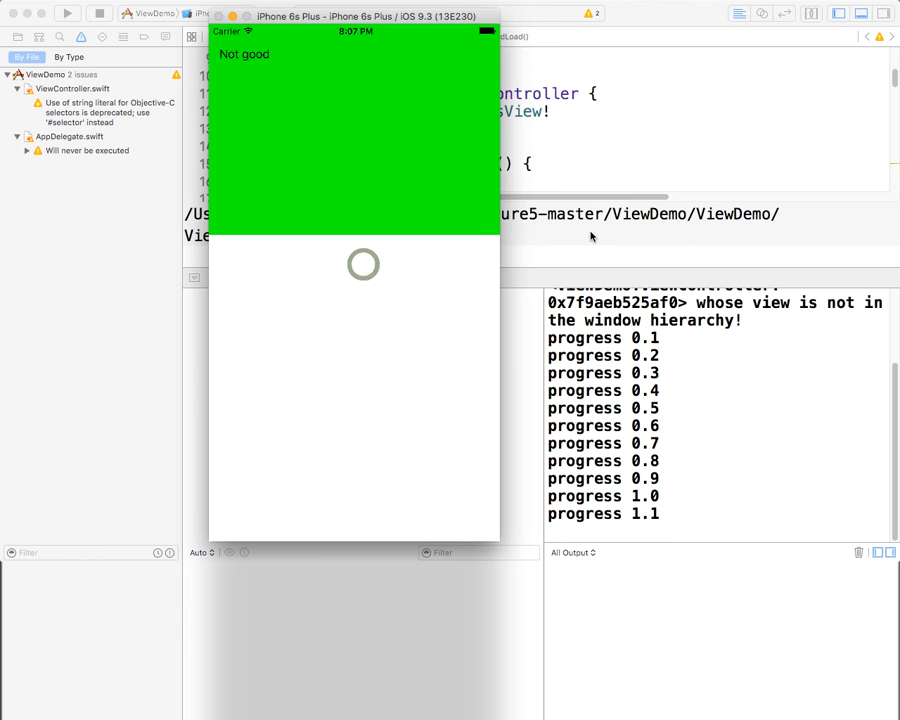 iPhone 6s Plus - iPhone 6s Plus / iOS 9.3 (13E230)
ViewDemo
2
Carrier
8:07 PM
dLoad()
By File
By Type
Not good
ViewDemo 2 issues
ViewController.swift
Use of string literal for Objective-C
selectors is deprecated; use
'#selector' instead
AppDelegate.swift
Will never be executed
ontroller {
sView!
() {
/Us
ure5-master/ViewDemo/ViewDemo/
Vie
0x7f9aeb525af0> whose view is not in
the window hierarchy!
progress 0.1
progress 0.2
progress 0.3
progress 0.4
progress 0.5
progress 0.6
progress 0.7
progress 0.8
progress 0.9
progress 1.0
progress 1.1
Filter
Auto
Filter
All Output